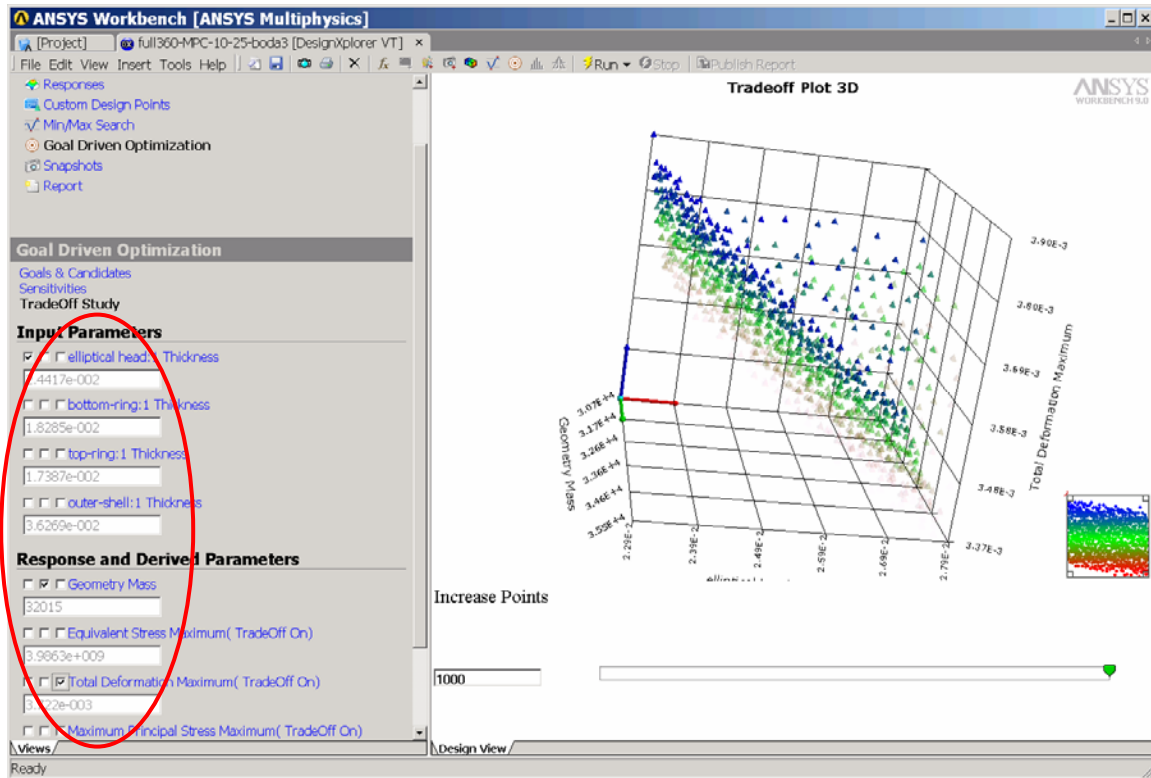 ANSYS Workbench [ANSYS Multiphysics]
[Project] full360-MPC-10-25-boda3 [DesignXplorer VT] ×
File Edit View Insert Tools Help Run Stop Publish Report
Responses
Custom Design Points
Min/Max Search
Goal Driven Optimization
Snapshots
Report
Goal Driven Optimization
Goals & Candidates
Sensitivities
TradeOff Study
Input Parameters
elliptical head:1 Thickness
.4417e-002
bottom-ring:1 Thickness
1.8285e-002
top-ring:1 Thickness
1.7387e-002
outer-shell:1 Thickness
3.6269e-002
Response and Derived Parameters
Geometry Mass
32015
Equivalent Stress Maximum( TradeOff On)
3.9863e+009
Total Deformation Maximum( TradeOff On)
Maximum Principal Stress Maximum( TradeOff On)
Views
Ready
Tradeoff Plot 3D
ANSYS
WORKBENCH 9.0
3.90E-3
3.80E-3
3.69E-3
3.58E-3
3.48E-3
3.37E-3
Total Deformation Maximum
3.07E+4
3.17E+4
3.26E+4
3.36E+4
3.46E+4
3.55E+4
Geometry Mass
2.29E-2
2.39E-2
2.49E-2
2.59E-2
2.69E-2
2.79E-2
Increase Points
1000
Design View